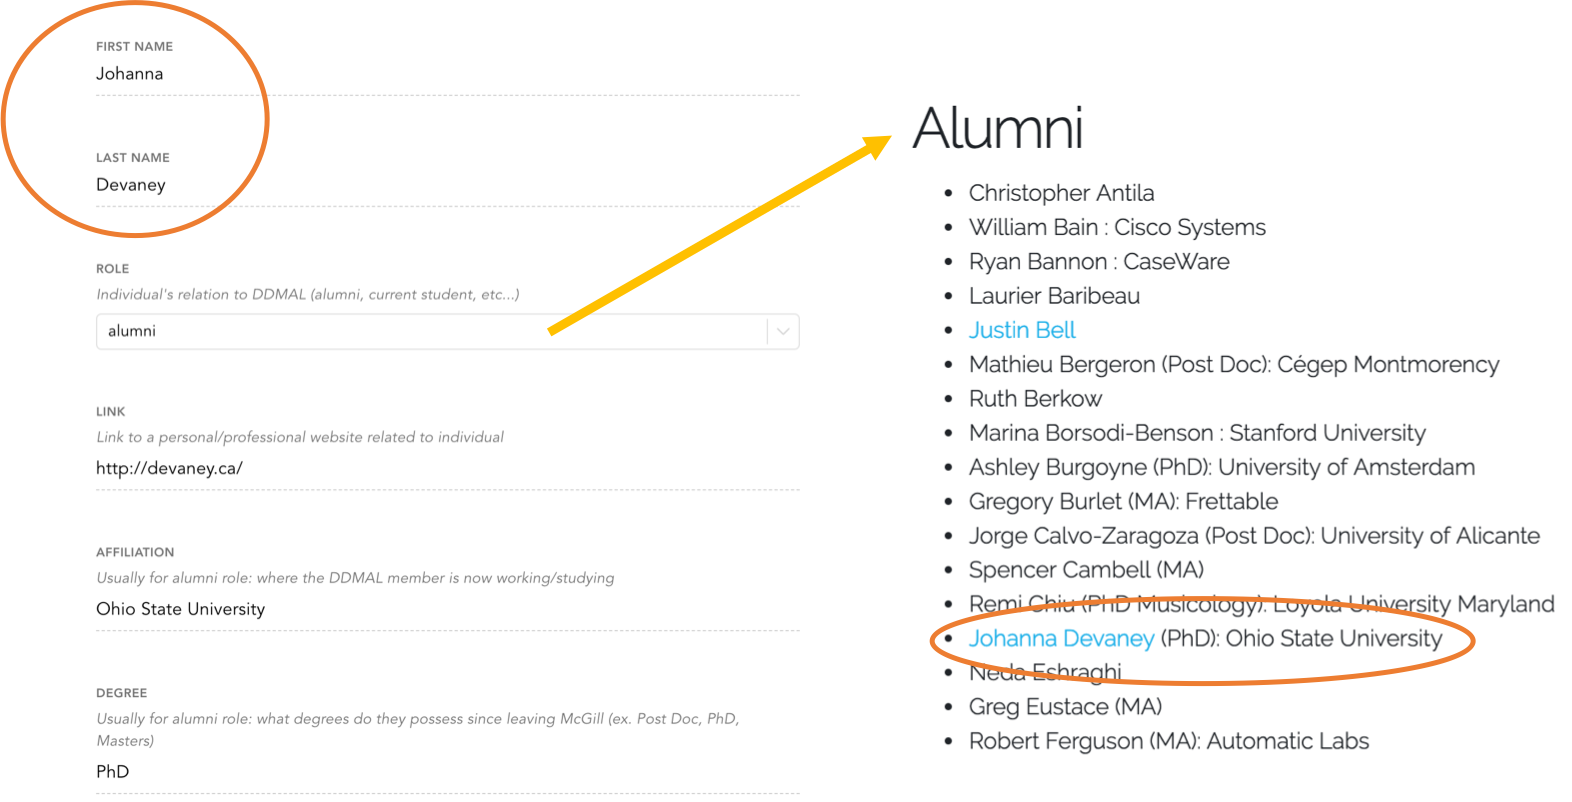 FIRST NAME
Johanna
LAST NAME
Devaney
ROLE
Individual's relation to DDMAL (alumni, current student, etc...)
alumni
LINK
Link to a personal/professional website related to individual
http://devaney.ca/
AFFILIATION
Usually for alumni role: where the DDMAL member is now working/studying
Ohio State University
DEGREE
Usually for alumni role: what degrees do they possess since leaving McGill (ex. Post Doc, PhD,
Masters)
PhD
Alumni
• Christopher Antila
• William Bain : Cisco Systems
• Ryan Bannon : CaseWare
• Laurier Baribeau
• Justin Bell
• Mathieu Bergeron (Post Doc): Cégep Montmorency
• Ruth Berkow
• Marina Borsodi-Benson : Stanford University
• Ashley Burgoyne (PhD): University of Amsterdam
• Gregory Burlet (MA): Frettable
• Jorge Calvo-Zaragoza (Post Doc): University of Alicante
• Spencer Cambell (MA)
• Remi Chiu (PhD Musicology): Loyola University Maryland
• Johanna Devaney (PhD): Ohio State University
• Neda Eshraghi
• Greg Eustace (MA)
• Robert Ferguson (MA): Automatic Labs